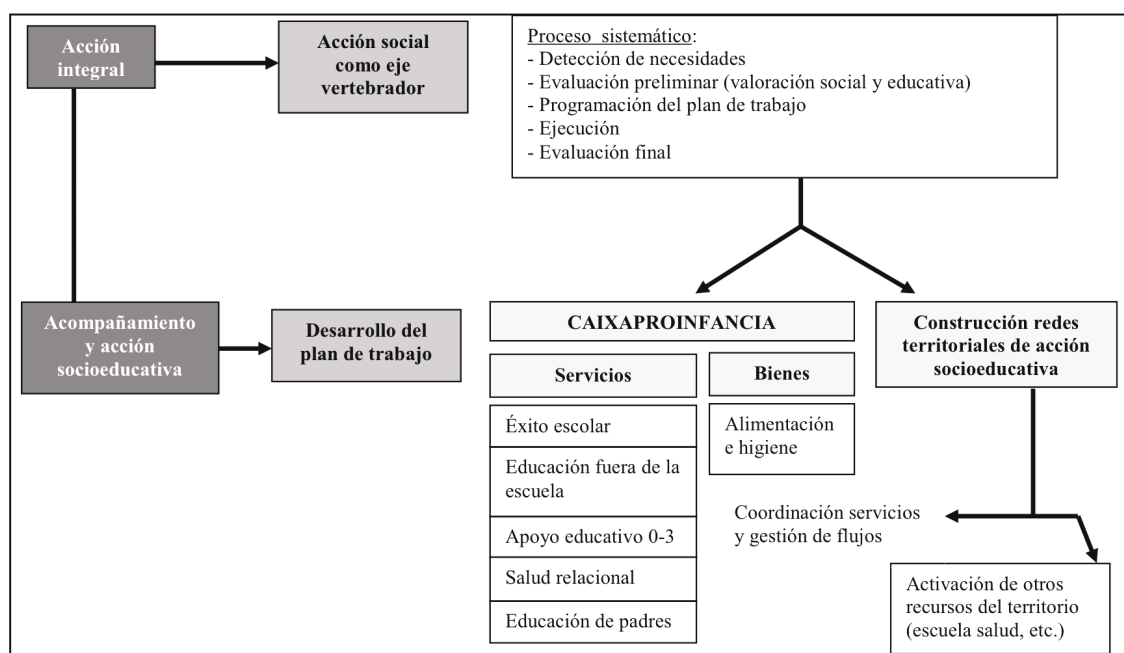 Acción
integral
Acción social
como eje
vertebrador
Proceso sistemático:
- Detección de necesidades
- Evaluación preliminar (valoración social y educativa)
- Programación del plan de trabajo
- Ejecución
- Evaluación final
Acompañamiento
y acción
socioeducativa
Desarrollo del
plan de trabajo
CAIXAPROINFANCIA
Servicios
Éxito escolar
Educación fuera de la
escuela
Apoyo educativo 0-3
Salud relacional
Educación de padres
Bienes
Alimentación
e higiene
Construcción redes
territoriales de acción
socioeducativa
Coordinación servicios
y gestión de flujos
Activación de otros
recursos del territorio
(escuela salud, etc.)